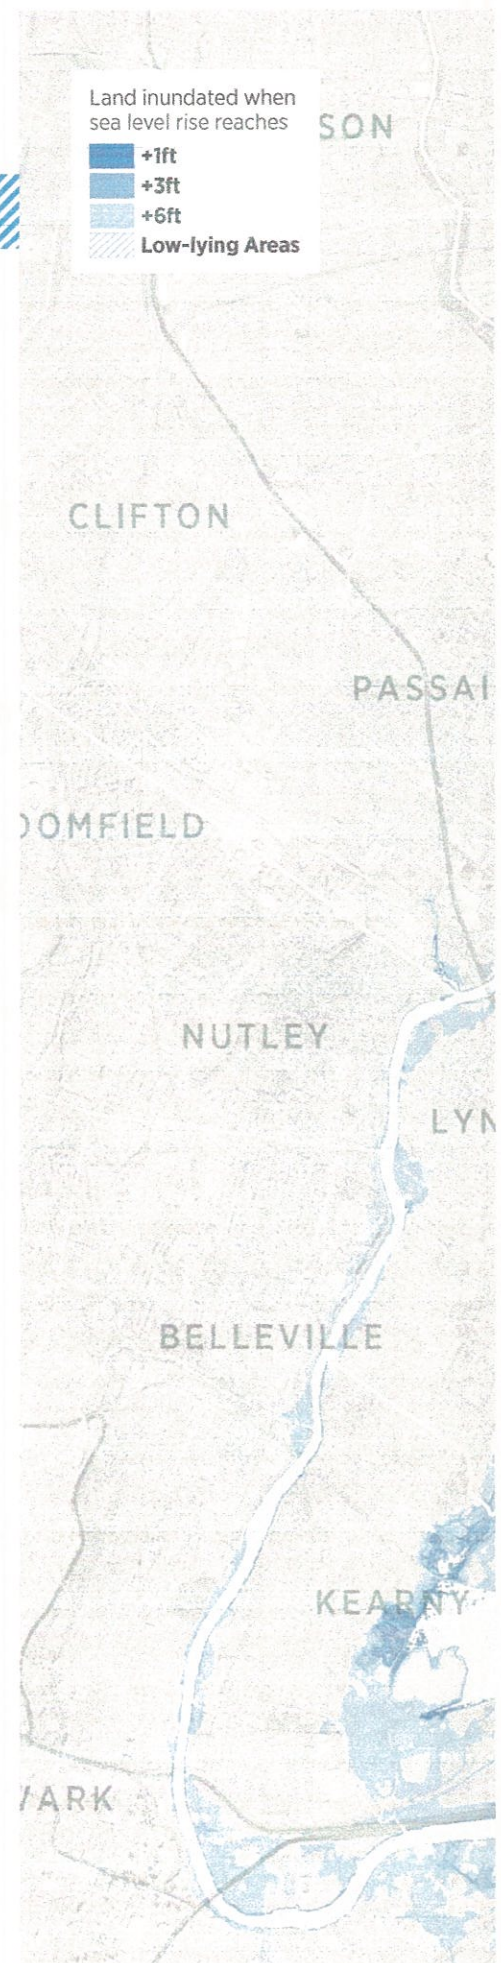 Land inundated when
sea level rise reaches
+1ft
+3ft
+6ft
Low-lying Areas
SON
CLIFTON
PASSAI
OOMFIELD
NUTLEY
LYN
BELLEVILLE
KEARNY
ARK